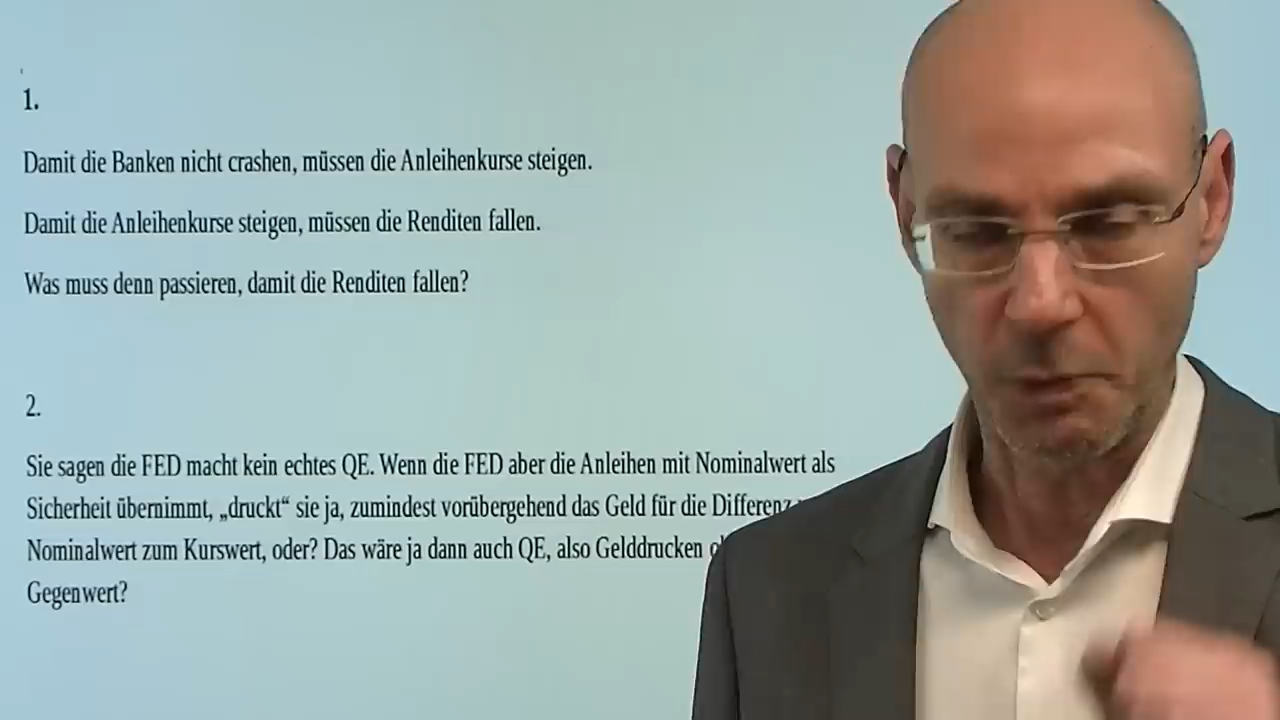 1.
Damit die Banken nicht crashen, müssen die Anleihenkurse steigen.
Damit die Anleihenkurse steigen, müssen die Renditen fallen.
Was muss denn passieren, damit die Renditen fallen?
2.
Sie sagen die FED macht kein echtes QE. Wenn die FED aber die Anleihen mit Nominalwert als
Sicherheit übernimmt, „druckt“ sie ja, zumindest vorübergehend das Geld für die Differenz
Nominalwert zum Kurswert, oder? Das wäre ja dann auch QE, also Gelddrucken
Gegenwert?